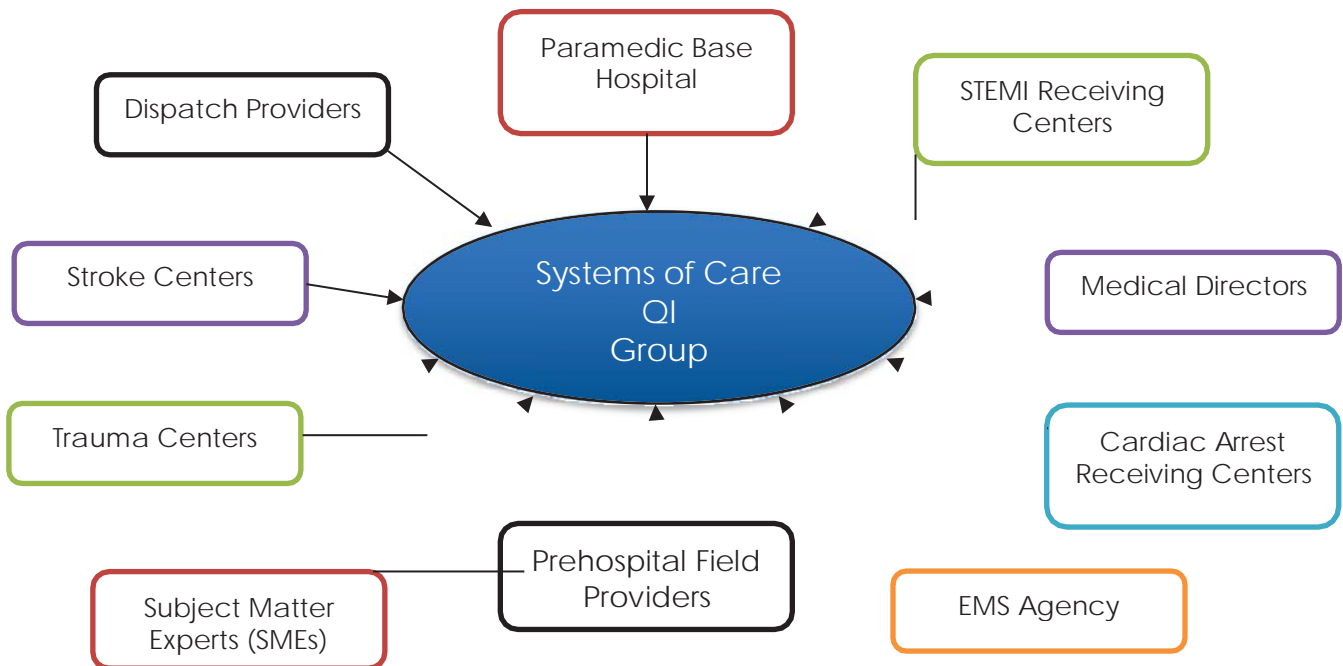 Paramedic Base
Hospital
Dispatch Providers
STEMI Receiving
Centers
Stroke Centers
Systems of Care
QI
Group
Medical Directors
Trauma Centers
Cardiac Arrest
Receiving Centers
Prehospital Field
Providers
Subject Matter
Experts (SMEs)
EMS Agency